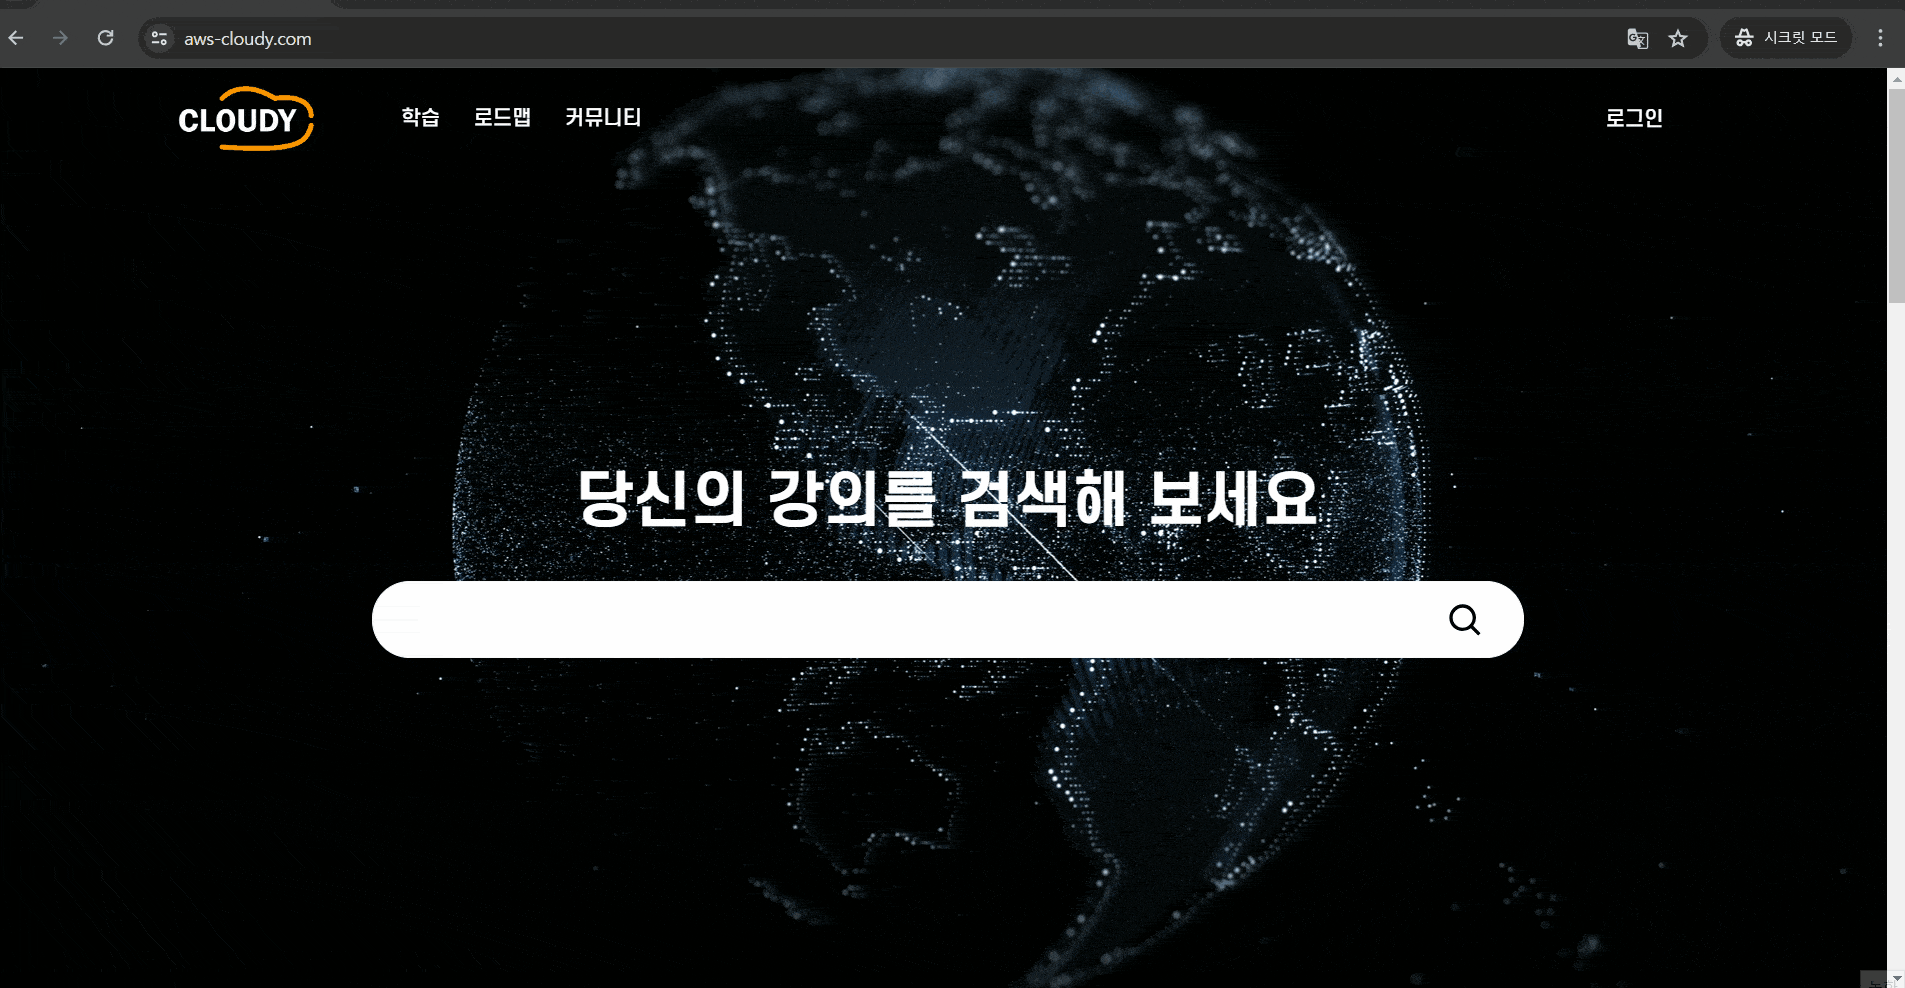 aws-cloudy.com
시크릿 모드
CLOUDY
학습 로드맵 커뮤니티
로그인
당신의 강의를 검색해 보세요